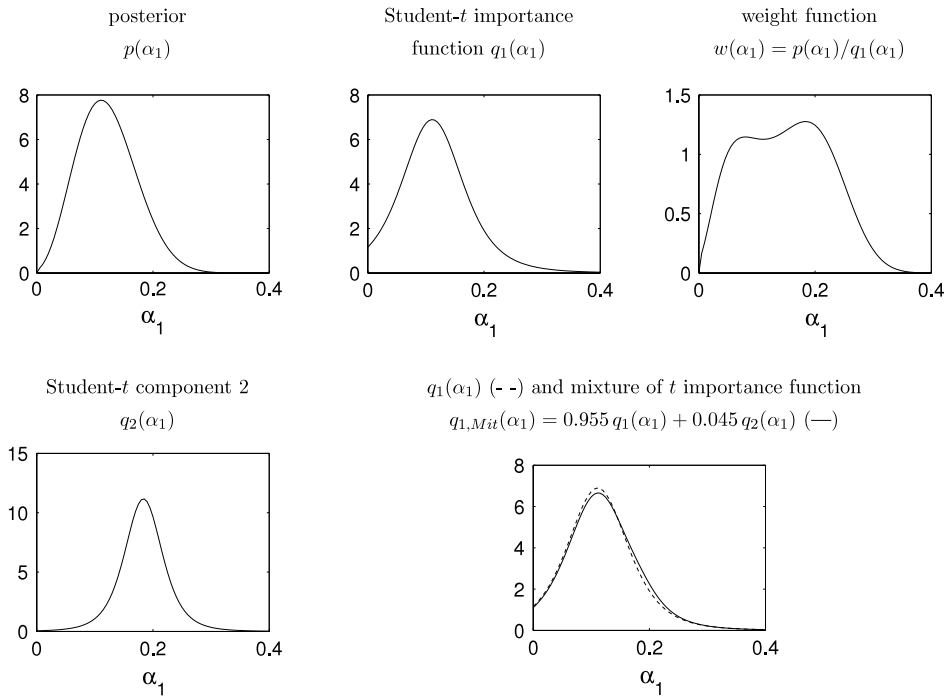 posterior
p(α₁)
8
6
4
2
0
0 0.2 0.4
α₁
Student-t importance
function q₁(α₁)
8
6
4
2
0
0 0.2 0.4
α₁
weight function
w(α₁) = p(α₁)/q₁(α₁)
1.5
1
0.5
0
0 0.2 0.4
α₁
Student-t component 2
q₂(α₁)
15
10
5
0
0 0.2 0.4
α₁
q₁(α₁) (- -) and mixture of t importance function
q₁,Mit(α₁) = 0.955 q₁(α₁) + 0.045 q₂(α₁) (—)
8
6
4
2
0
0 0.2 0.4
α₁